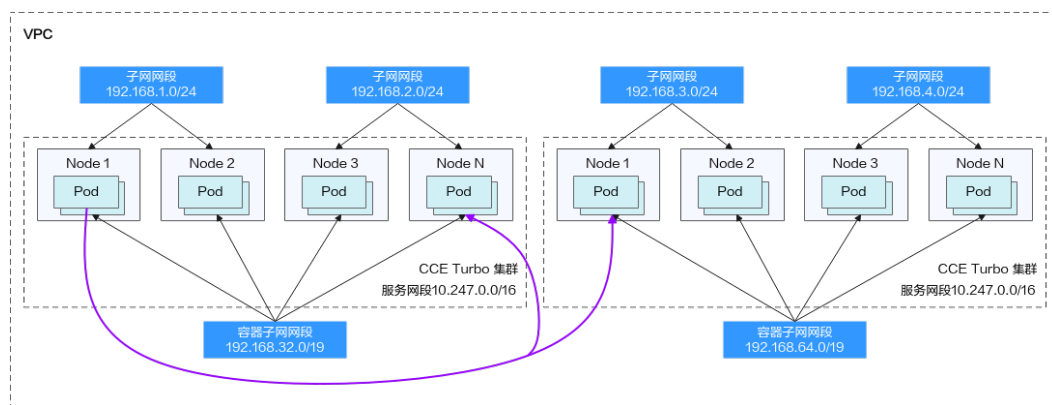 VPC
子网网段
192.168.1.0/24
子网网段
192.168.2.0/24
子网网段
192.168.3.0/24
子网网段
192.168.4.0/24
Node 1
Node 2
Node 3
Node N
Node 1
Node 2
Node 3
Node N
Pod
Pod
Pod
Pod
Pod
Pod
Pod
Pod
CCE Turbo 集群
服务网段10.247.0.0/16
CCE Turbo 集群
服务网段10.247.0.0/16
容器子网网段
192.168.32.0/19
容器子网网段
192.168.64.0/19